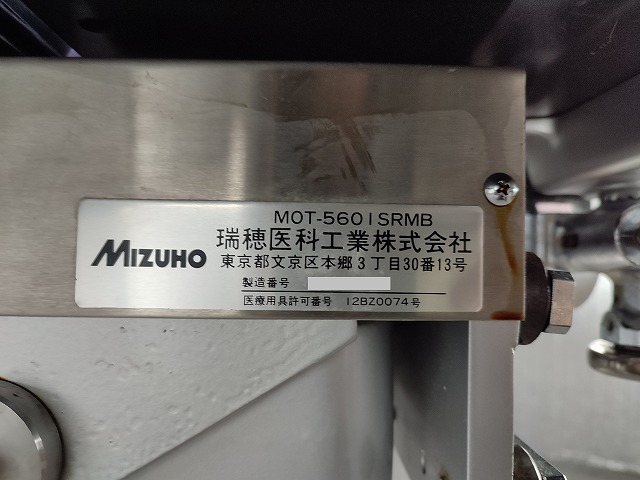 MOT-5601SRMB
MIZUHO 瑞穂医科工業株式会社
東京都文京区本郷3丁目30番13号
製造番号
医療用具許可番号 12BZ0074号